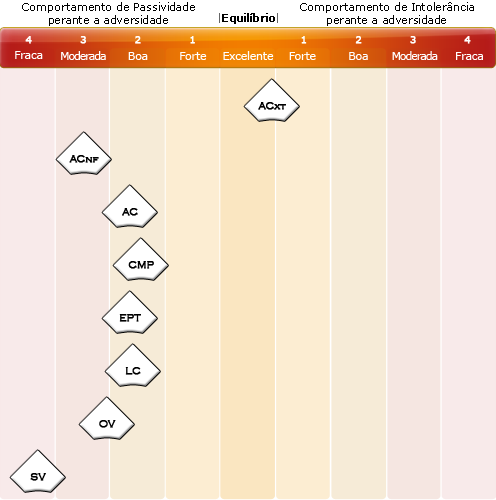 Comportamento de Passividade
perante a adversidade
|Equilíbrio|
Comportamento de Intolerância
perante a adversidade
4 3 2 1 1 2 3 4
Fraca Moderada Boa Forte Excelente Forte Boa Moderada Fraca
ACXT
ACNF
AC
CMP
EPT
LC
OV
SV